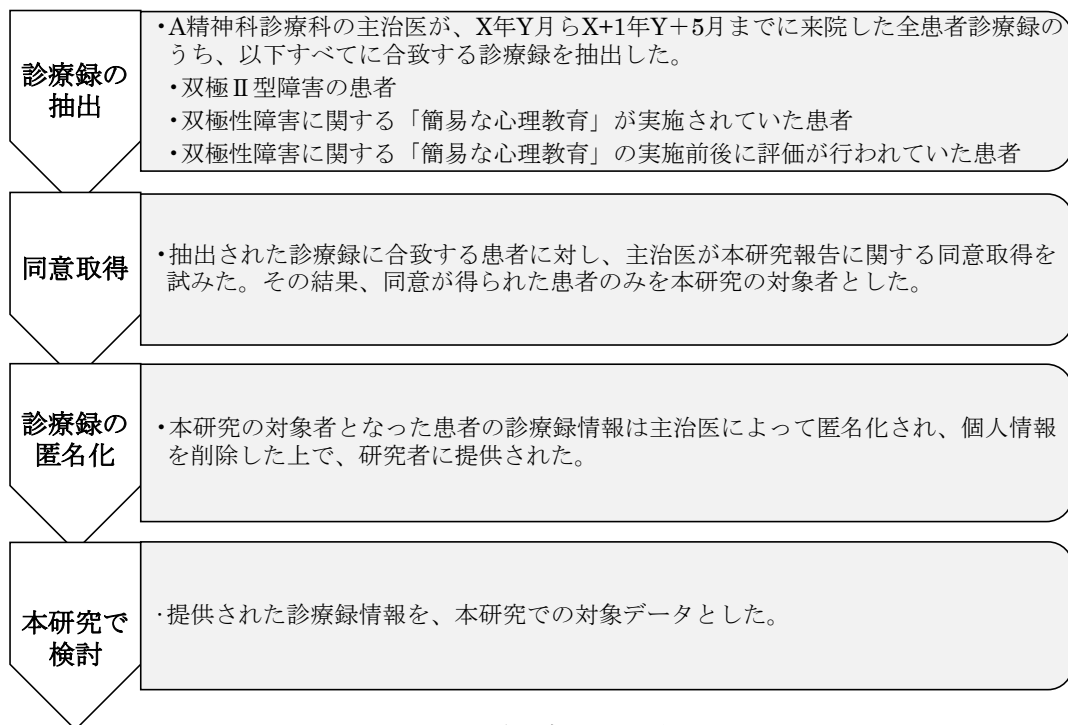 診療録の
抽出
・A精神科診療科の主治医が、X年Y月らX+1年Y＋5月までに来院した全患者診療録の
うち、以下すべてに合致する診療録を抽出した。
・双極Ⅱ型障害の患者
・双極性障害に関する「簡易な心理教育」が実施されていた患者
・双極性障害に関する「簡易な心理教育」の実施前後に評価が行われていた患者
同意取得
・抽出された診療録に合致する患者に対し、主治医が本研究報告に関する同意取得を
試みた。その結果、同意が得られた患者のみを本研究の対象者とした。
診療録の
匿名化
・本研究の対象者となった患者の診療録情報は主治医によって匿名化され、個人情報
を削除した上で、研究者に提供された。
本研究で
検討
・提供された診療録情報を、本研究での対象データとした。